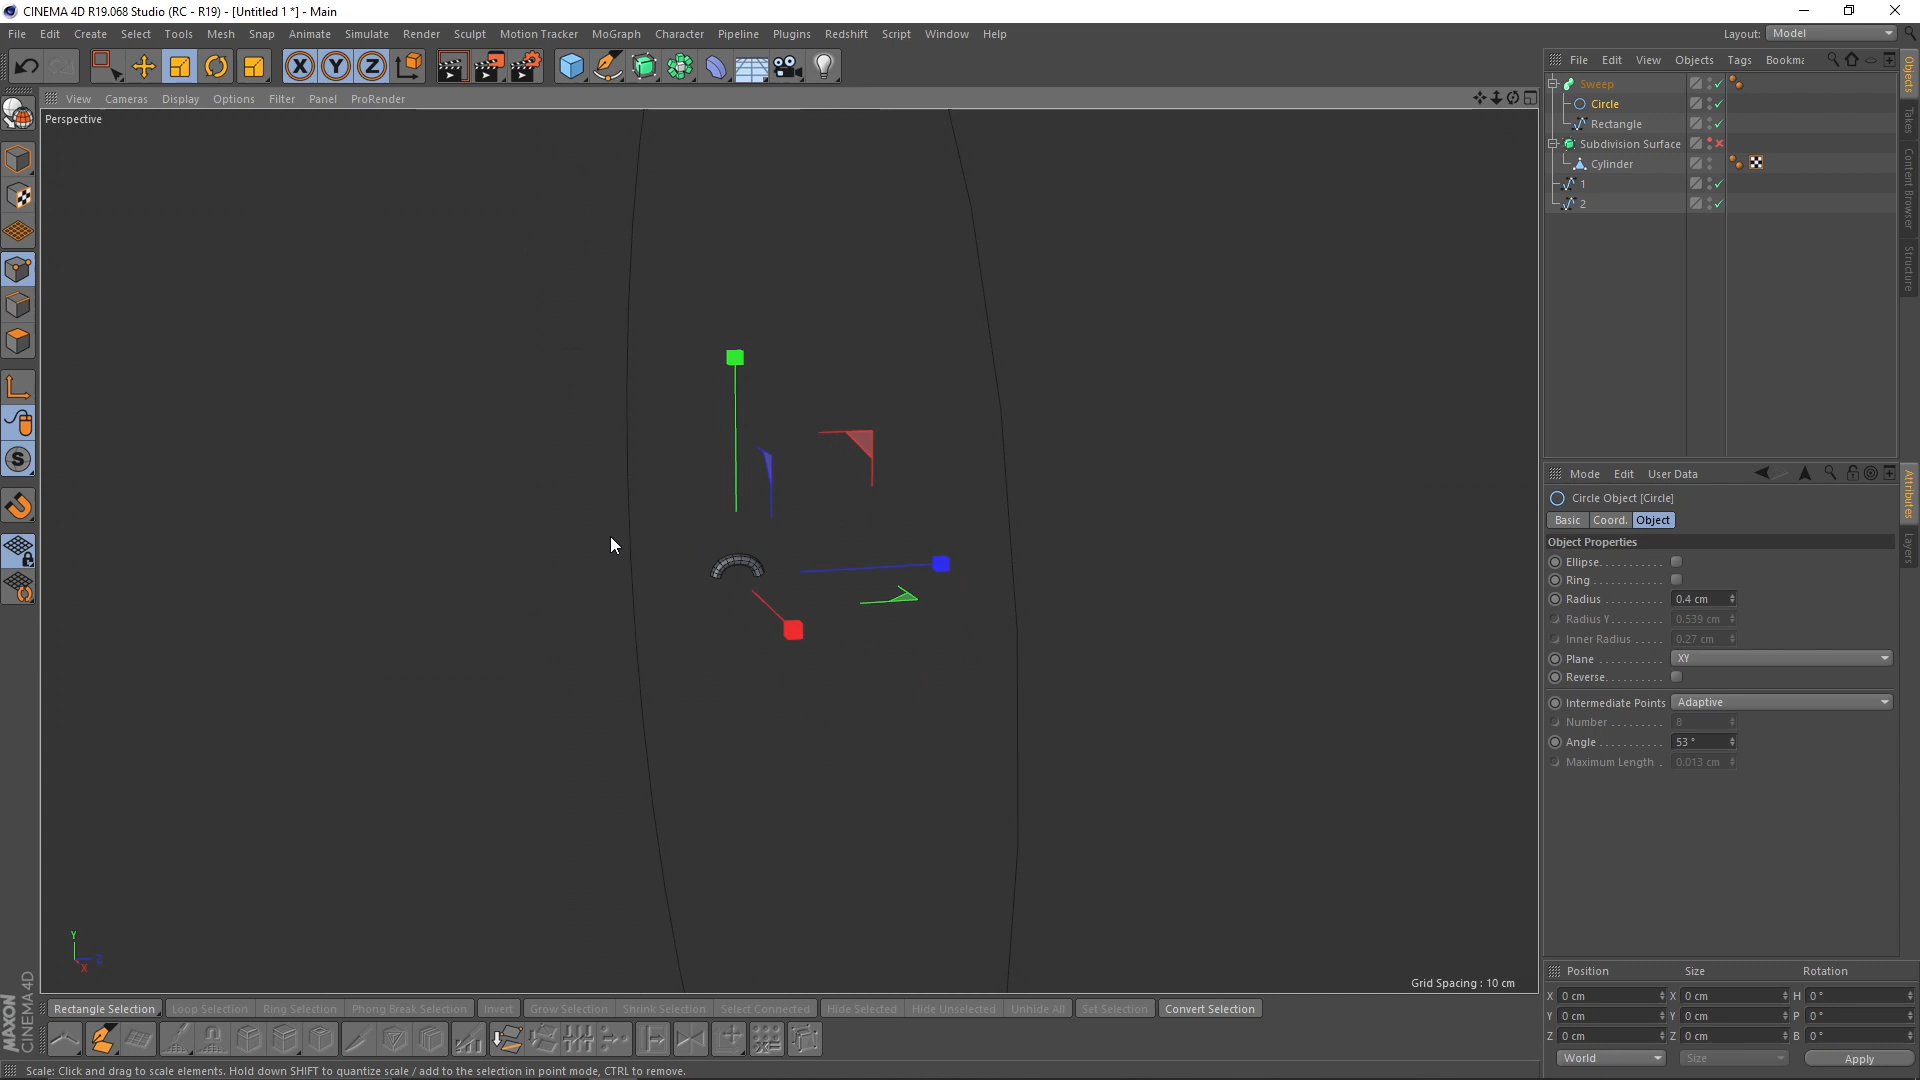 CINEMA 4D R19.068 Studio (RC - R19) - [Untitled 1 *] - Main
File Edit Create Select Tools Mesh Snap Animate Simulate Render Sculpt Motion Tracker MoGraph Character Pipeline Plugins Redshift Script Window Help
Layout: Model
X Y Z
File Edit View Objects Tags Bookma
View Cameras Display Options Filter Panel ProRender
Perspective
Sweep
Circle
Rectangle
Subdivision Surface
Cylinder
1
2
Objects
Takes
Content Browser
Structure
Mode Edit User Data
Attributes
Layers
Circle Object [Circle]
Basic Coord. Object
Object Properties
Ellipse. . . . . . . . . . .
Ring . . . . . . . . . . . .
Radius . . . . . . . . . . 0.4 cm
Radius Y. . . . . . . . . 0.539 cm
Inner Radius . . . . . 0.27 cm
Plane . . . . . . . . . . . XY
Reverse. . . . . . . . . .
Intermediate Points Adaptive
Number . . . . . . . . . 8
Angle . . . . . . . . . . . 53 °
Maximum Length . 0.013 cm
S
Y
Z
X
Grid Spacing : 10 cm
MAXON
CINEMA 4D
Position Size Rotation
X 0 cm X 0 cm H 0 °
Y 0 cm Y 0 cm P 0 °
Z 0 cm Z 0 cm B 0 °
World Size Apply
Rectangle Selection Loop Selection Ring Selection Phong Break Selection Invert Grow Selection Shrink Selection Select Connected Hide Selected Hide Unselected Unhide All Set Selection Convert Selection
Scale: Click and drag to scale elements. Hold down SHIFT to quantize scale / add to the selection in point mode, CTRL to remove.